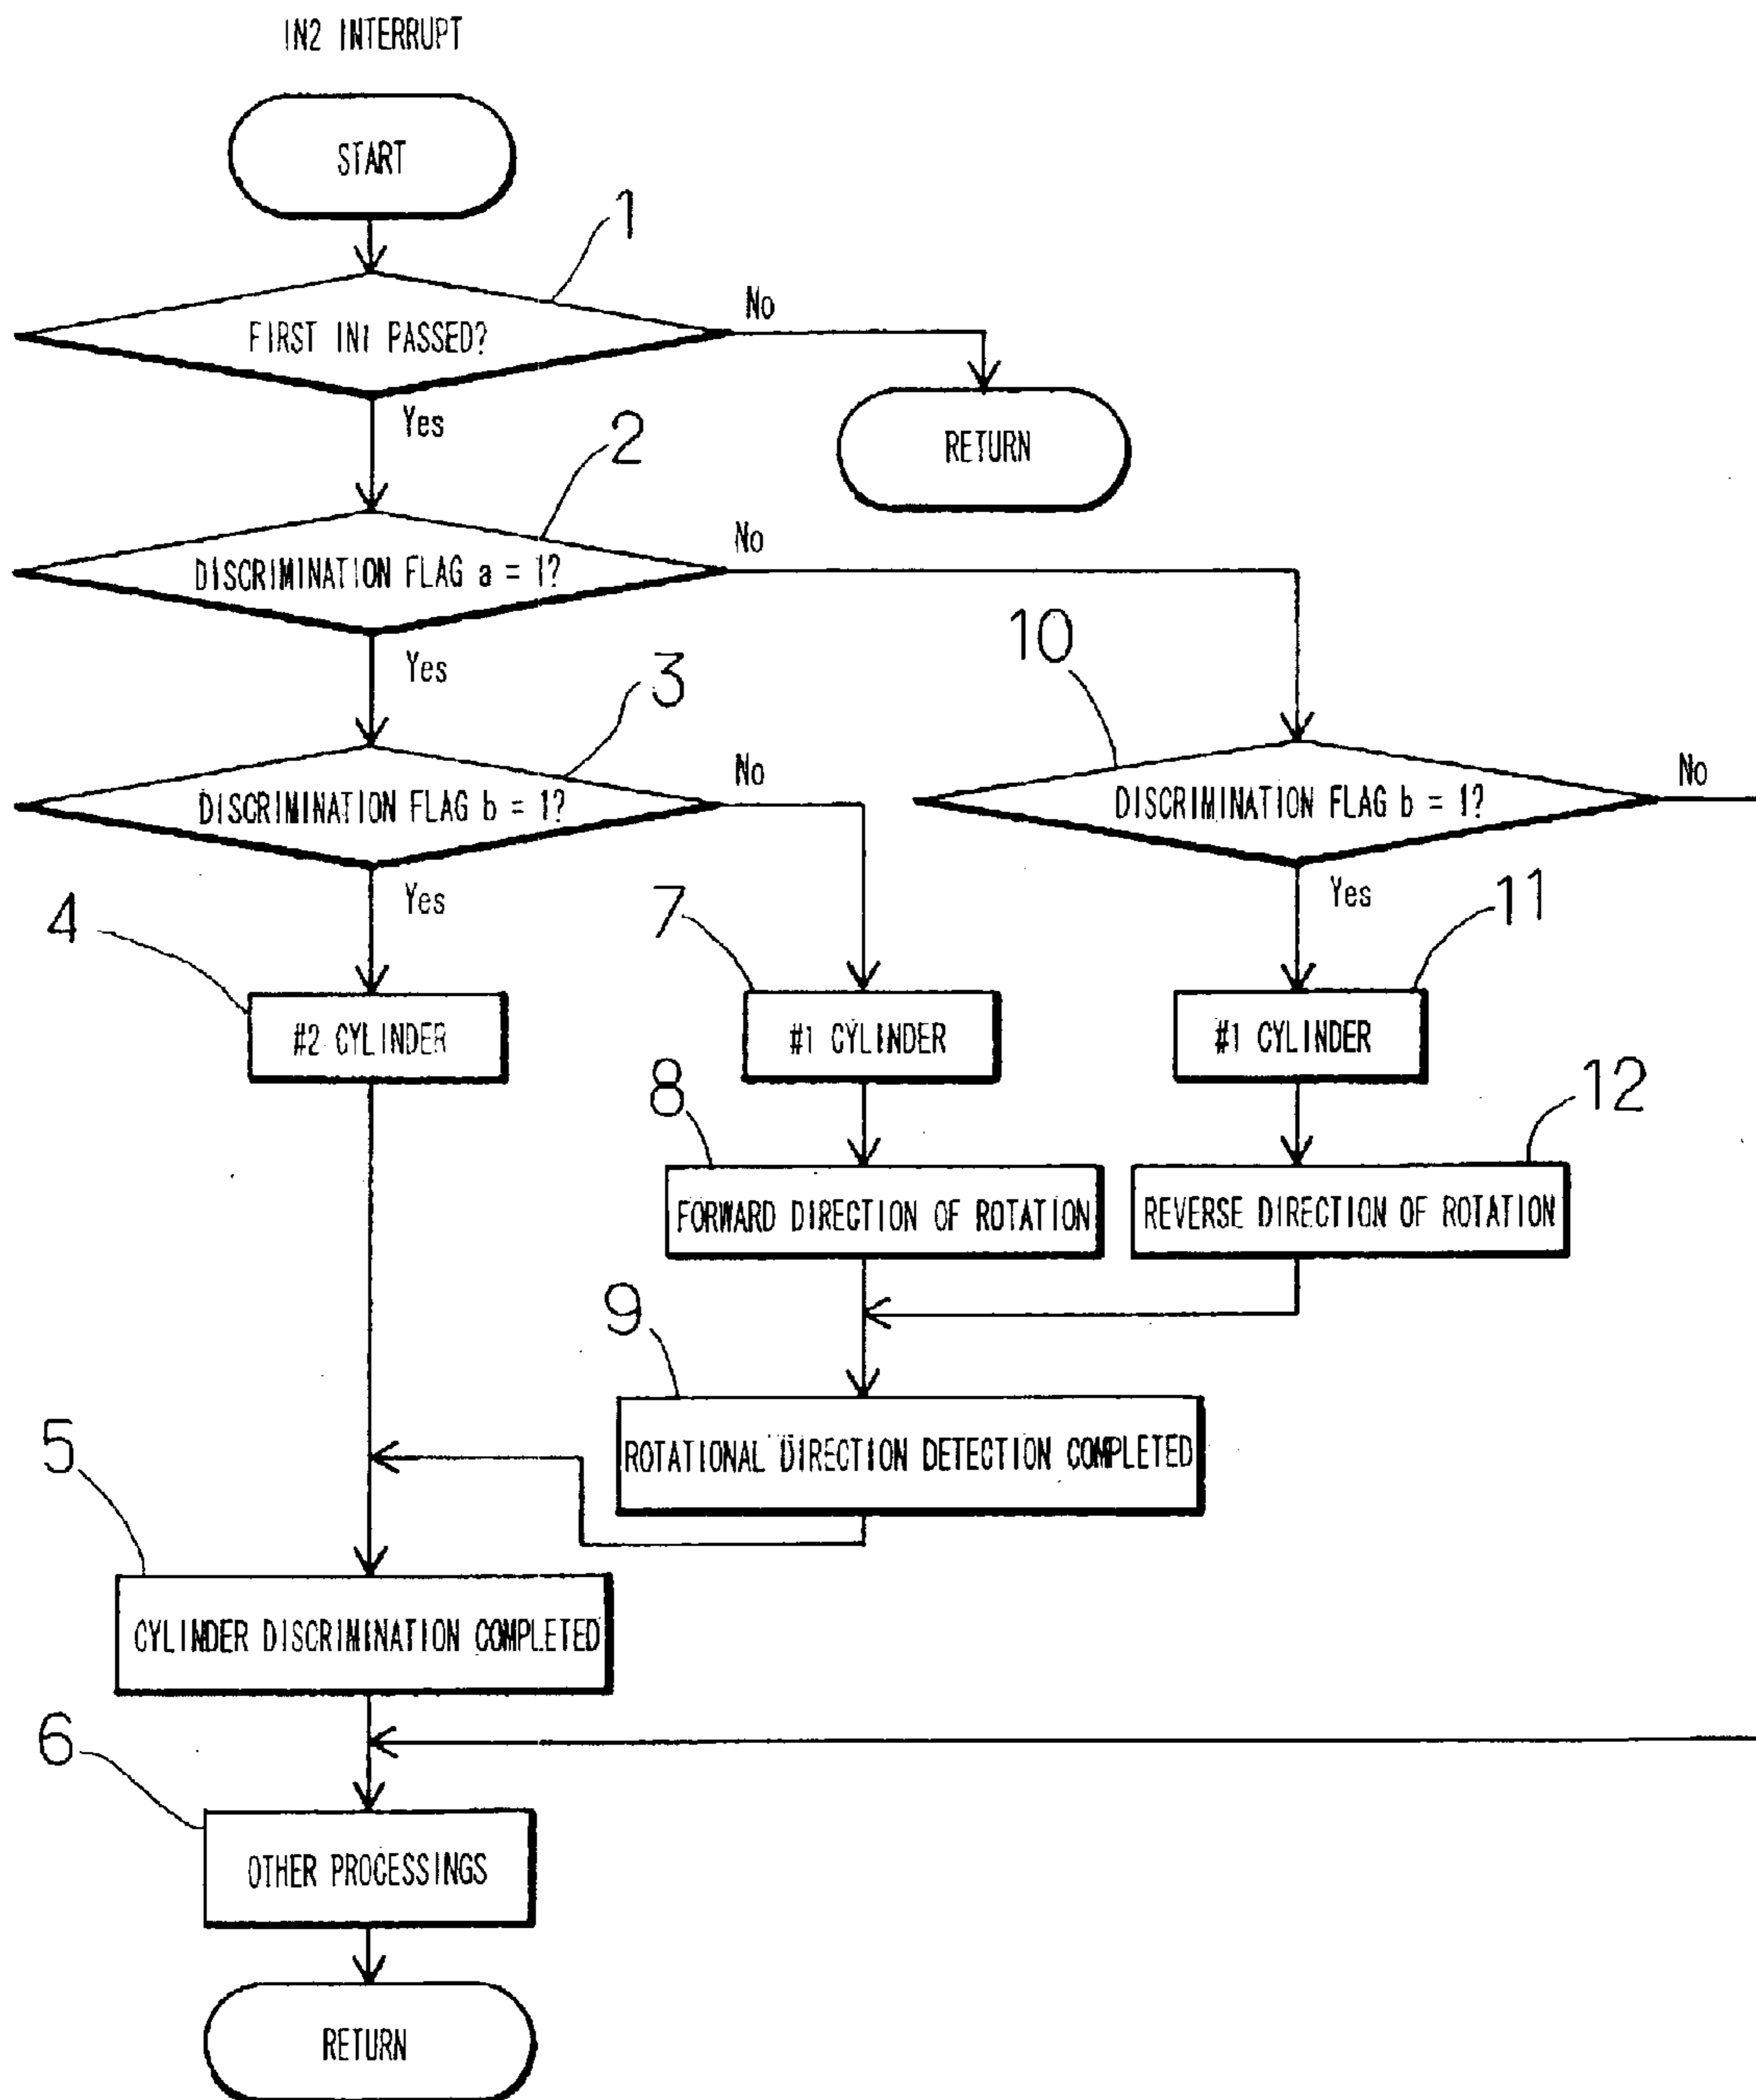 IN2 INTERRUPT
START
1
FIRST IN1 PASSED?
No
Yes
RETURN
2
DISCRIMINATION FLAG a = 1?
No
Yes
3
DISCRIMINATION FLAG b = 1?
No
Yes
10
DISCRIMINATION FLAG b = 1?
No
Yes
4
#2 CYLINDER
7
#1 CYLINDER
11
#1 CYLINDER
8
FORWARD DIRECTION OF ROTATION
12
REVERSE DIRECTION OF ROTATION
9
ROTATIONAL DIRECTION DETECTION COMPLETED
5
CYLINDER DISCRIMINATION COMPLETED
6
OTHER PROCESSINGS
RETURN